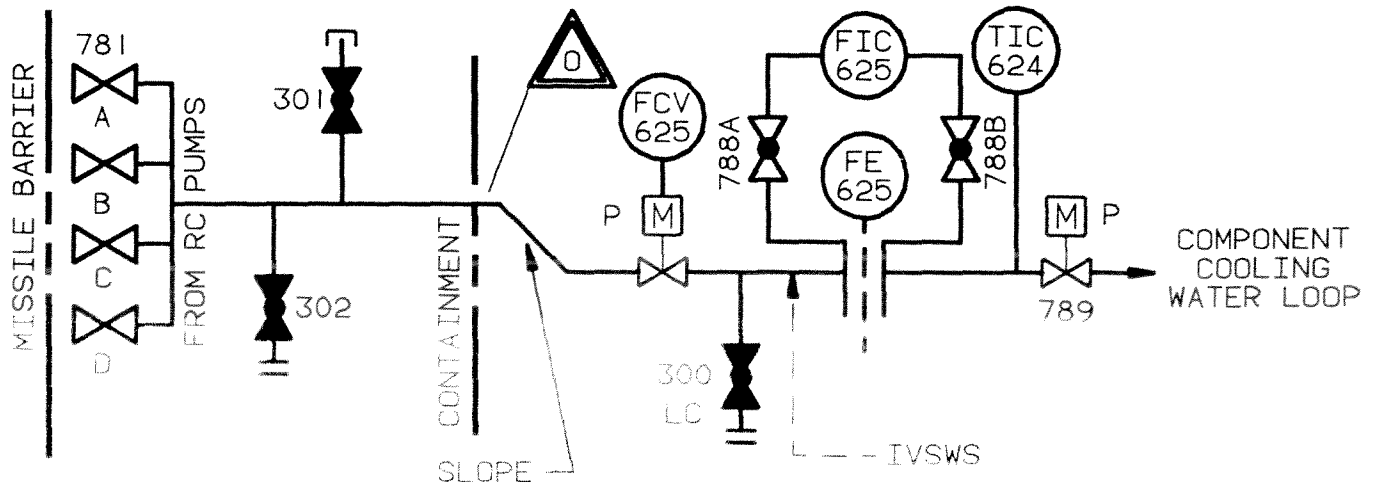 MISSILE BARRIER
781
A
B
C
D
FROM RC PUMPS
301
302
CONTAINMENT
O
SLOPE
FCV
625
P
M
300
LC
788A
FIC
625
FE
625
788B
IVSWS
TIC
624
M
P
789
COMPONENT
COOLING
WATER LOOP